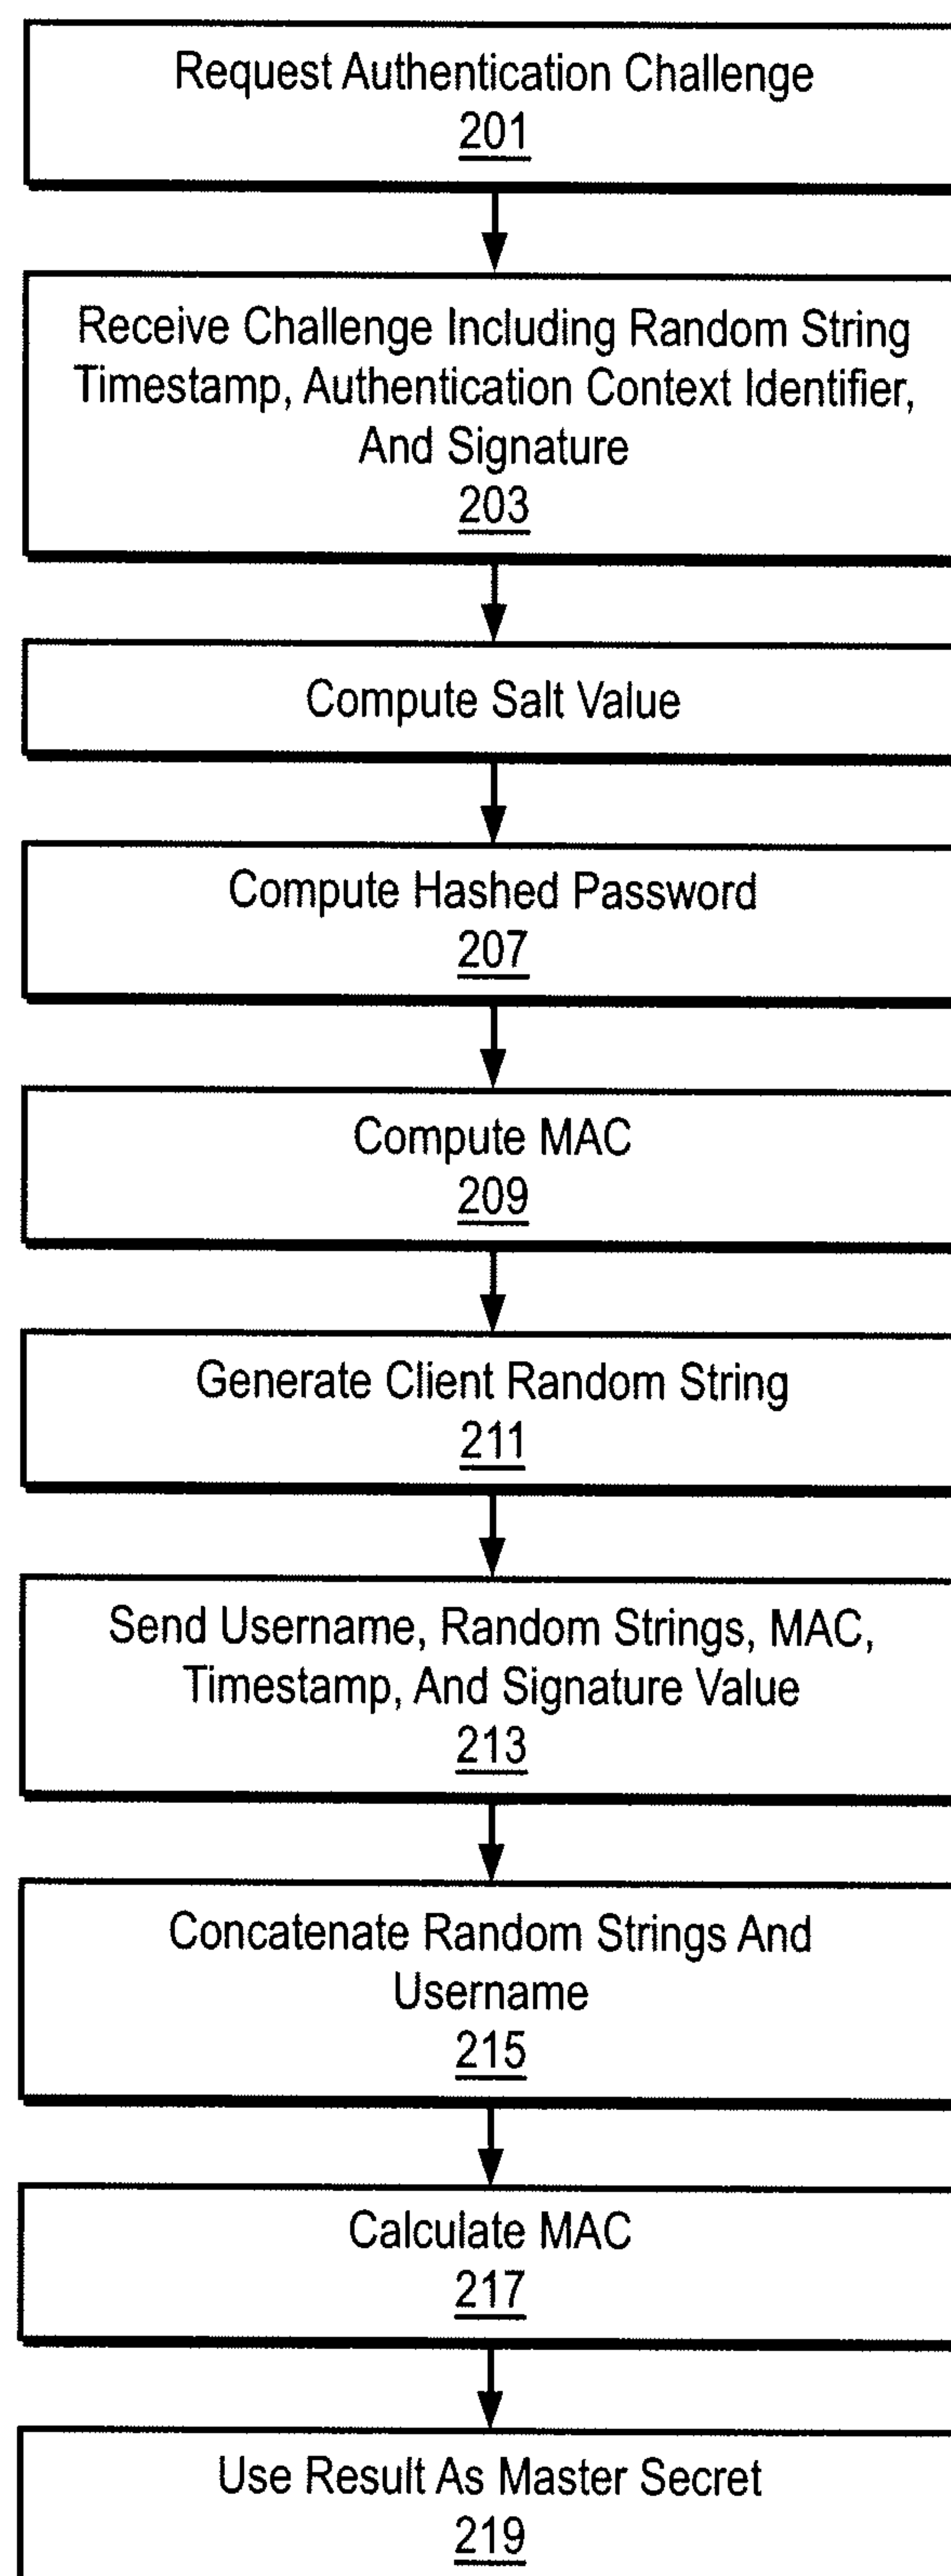 Request Authentication Challenge
201
Receive Challenge Including Random String
Timestamp, Authentication Context Identifier,
And Signature
203
Compute Salt Value
Compute Hashed Password
207
Compute MAC
209
Generate Client Random String
211
Send Username, Random Strings, MAC,
Timestamp, And Signature Value
213
Concatenate Random Strings And
Username
215
Calculate MAC
217
Use Result As Master Secret
219